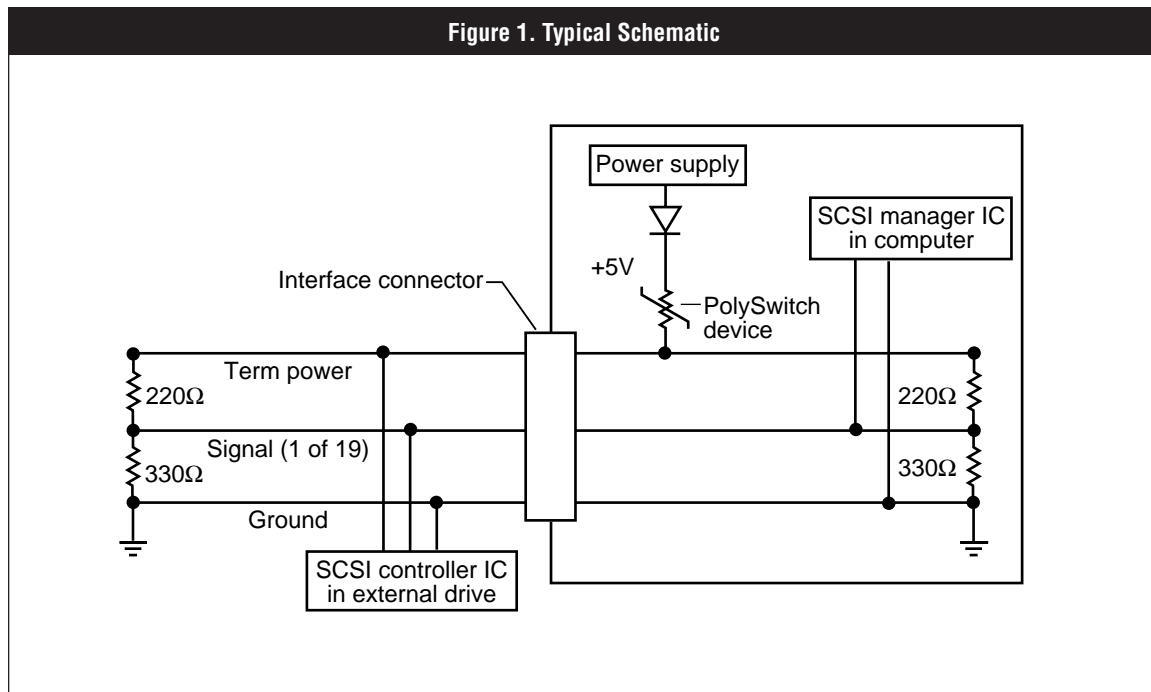 Figure 1. Typical Schematic
Power supply
SCSI manager IC
in computer
+5V
Interface connector
PolySwitch
device
Term power
220Ω
220Ω
Signal (1 of 19)
330Ω
330Ω
Ground
SCSI controller IC
in external drive